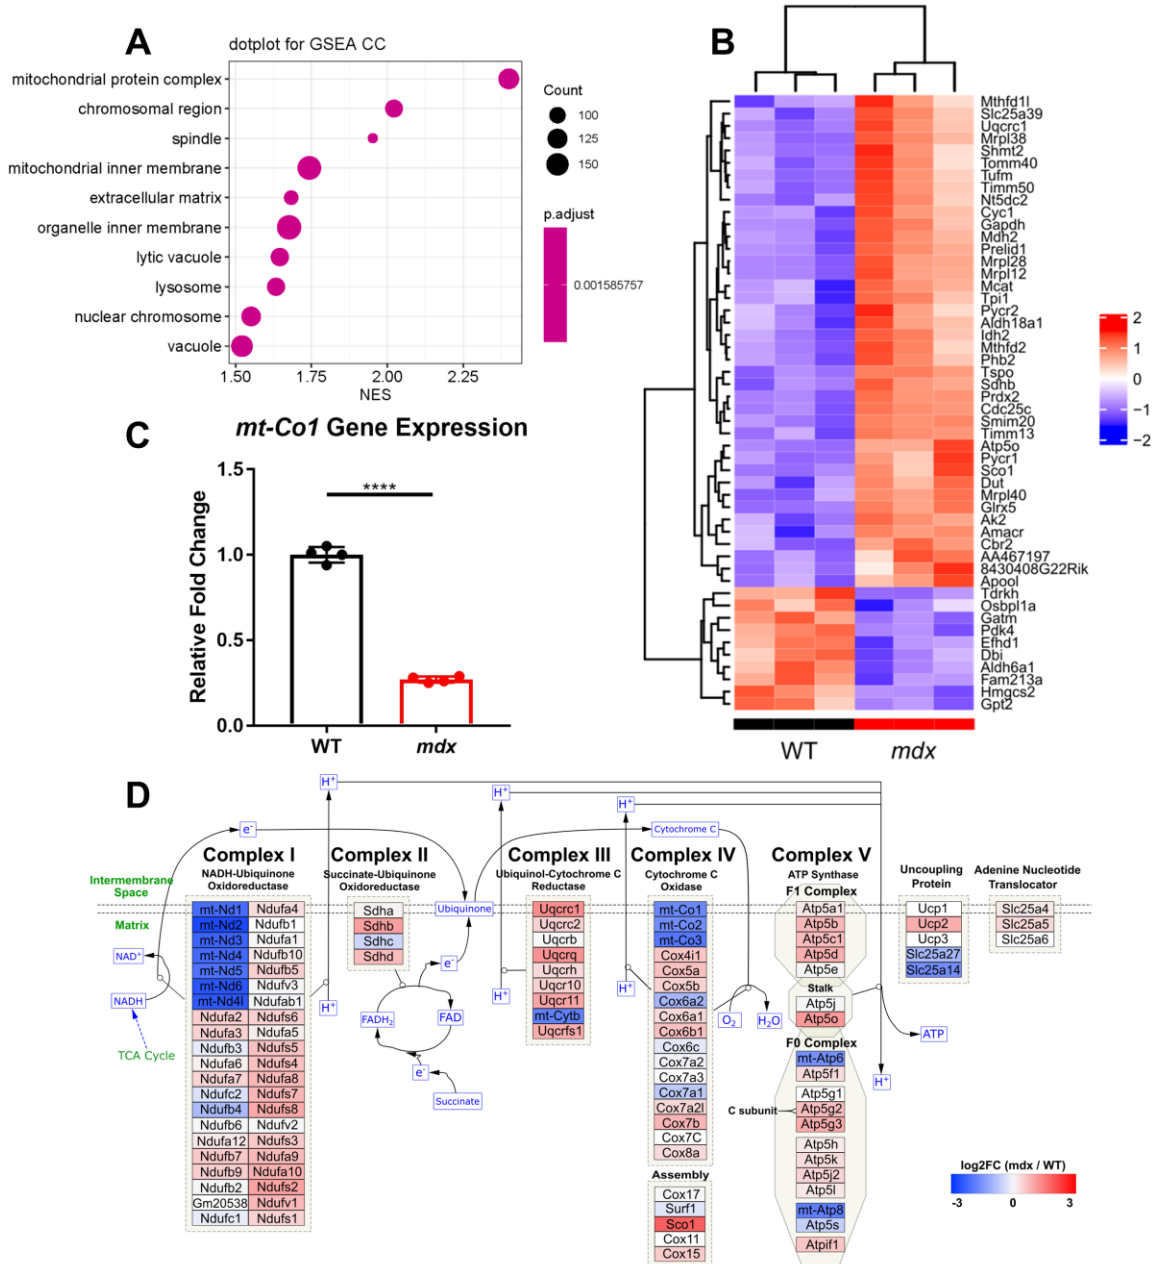 A
dotplot for GSEA CC
mitochondrial protein complex
chromosomal region
spindle
mitochondrial inner membrane
extracellular matrix
organelle inner membrane
lytic vacuole
lysosome
nuclear chromosome
vacuole
1.50 1.75 2.00 2.25
NES
Count
100
125
150
p.adjust
0.001585757
B
Mthfd1l
Slc25a39
Uqcrc1
Mrpl38
Shmt2
Tomm40
Tufm
Timm50
Nt5dc2
Cyc1
Gapdh
Mdh2
Prelid1
Mrpl28
Mrpl12
Mcat
Tpi1
Pycr2
Aldh18a1
Idh2
Mthfd2
Phb2
Tspo
Sdhb
Prdx2
Cdc25c
Smim20
Timm13
Atp5o
Pycr1
Sco1
Dut
Mrpl40
Glrx5
Ak2
Amacr
Cbr2
AA467197
8430408G22Rik
Apool
Tdrkh
Osbpl1a
Gatm
Pdk4
Efhd1
Dbi
Aldh6a1
Fam213a
Hmgcs2
Gpt2
WT mdx
2
1
0
−1
−2
C
mt-Co1 Gene Expression
Relative Fold Change
1.5
1.0
0.5
0.0
****
WT mdx
D
Intermembrane
Space
Matrix
NAD⁺
NADH
TCA Cycle
e⁻
H⁺
H⁺
Complex I
NADH-Ubiquinone
Oxidoreductase
mt-Nd1 Ndufa4
mt-Nd2 Ndufb1
mt-Nd3 Ndufa1
mt-Nd4 Ndufb10
mt-Nd5 Ndufb5
mt-Nd6 Ndufv3
mt-Nd4l Ndufab1
Ndufa2 Ndufs6
Ndufa3 Ndufa5
Ndufb3 Ndufs5
Ndufa6 Ndufs4
Ndufa7 Ndufa8
Ndufc2 Ndufs7
Ndufb4 Ndufs8
Ndufb6 Ndufv2
Ndufa12 Ndufs3
Ndufb7 Ndufa9
Ndufb9 Ndufa10
Ndufb2 Ndufs2
Gm20538 Ndufv1
Ndufc1 Ndufs1
Complex II
Succinate-Ubiquinone
Oxidoreductase
Sdha
Sdhb
Sdhc
Sdhd
Ubiquinone
e⁻
FADH₂
FAD
e⁻
Succinate
H⁺
H⁺
Complex III
Ubiquinol-Cytochrome C
Reductase
Uqcrc1
Uqcrc2
Uqcrb
Uqcrq
Uqcrh
Uqcr10
Uqcr11
mt-Cytb
Uqcrfs1
H⁺
H⁺
Cytochrome C
Complex IV
Cytochrome C
Oxidase
mt-Co1
mt-Co2
mt-Co3
Cox4i1
Cox5a
Cox5b
Cox6a2
Cox6a1
Cox6b1
Cox6c
Cox7a2
Cox7a3
Cox7a1
Cox7a2l
Cox7b
Cox7C
Cox8a
Assembly
Cox17
Surf1
Sco1
Cox11
Cox15
O₂
H₂O
Complex V
ATP Synthase
F1 Complex
Atp5a1
Atp5b
Atp5c1
Atp5d
Atp5e
Stalk
Atp5j
Atp5o
F0 Complex
mt-Atp6
Atp5f1
Atp5g1
C subunit
Atp5g2
Atp5g3
Atp5h
Atp5k
Atp5j2
Atp5l
mt-Atp8
Atp5s
Atpif1
ATP
H⁺
Uncoupling
Protein
Ucp1
Ucp2
Ucp3
Slc25a27
Slc25a14
Adenine Nucleotide
Translocator
Slc25a4
Slc25a5
Slc25a6
log2FC (mdx / WT)
-3 0 3